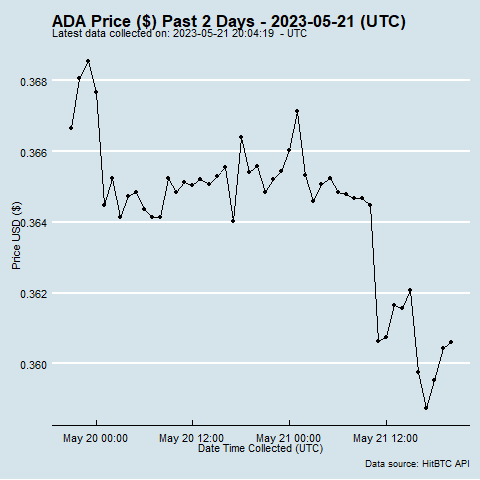 ADA Price ($) Past 2 Days - 2023-05-21 (UTC)
Latest data collected on: 2023-05-21 20:04:19 - UTC
0.368
0.366
0.364
0.362
0.360
Price USD ($)
May 20 00:00 May 20 12:00 May 21 00:00 May 21 12:00
Date Time Collected (UTC)
Data source: HitBTC API